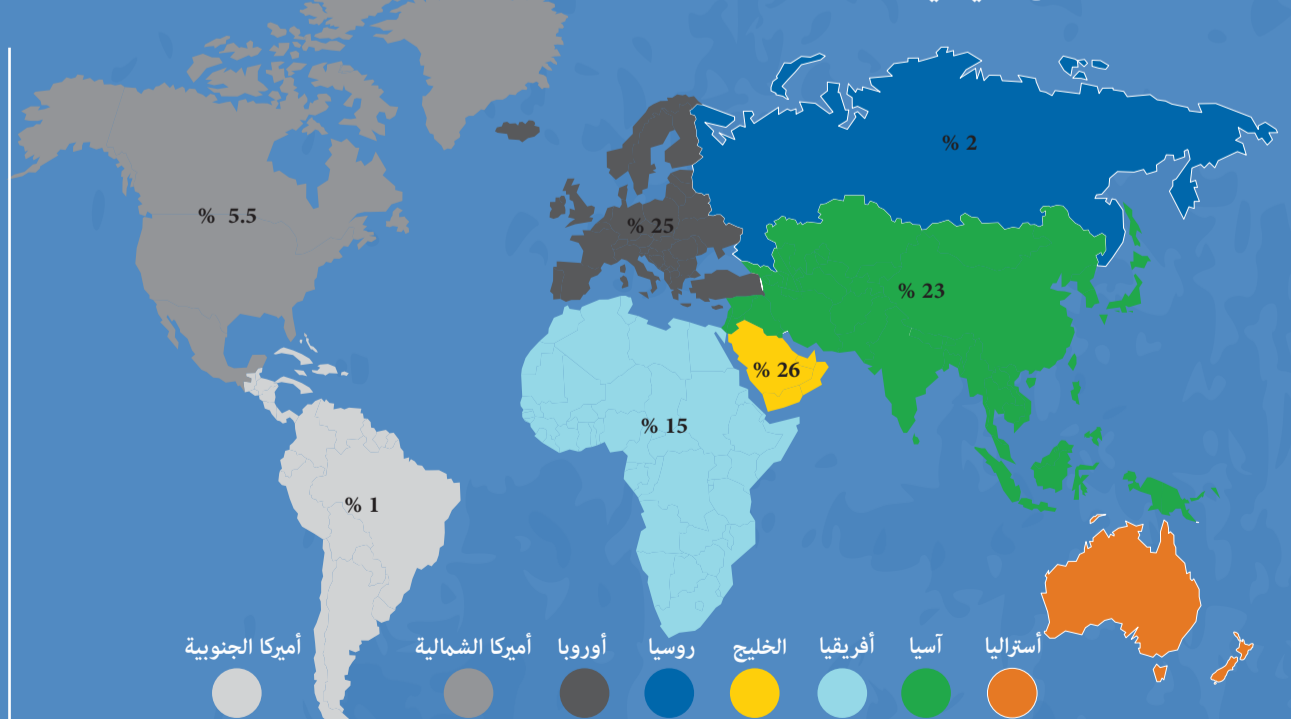 % 2
% 5.5
% 25
% 23
% 26
% 15
% 1
أستراليا
آسيا
أفريقيا
الخليج
روسيا
أوروبا
أميركا الشمالية
أميركا الجنوبية